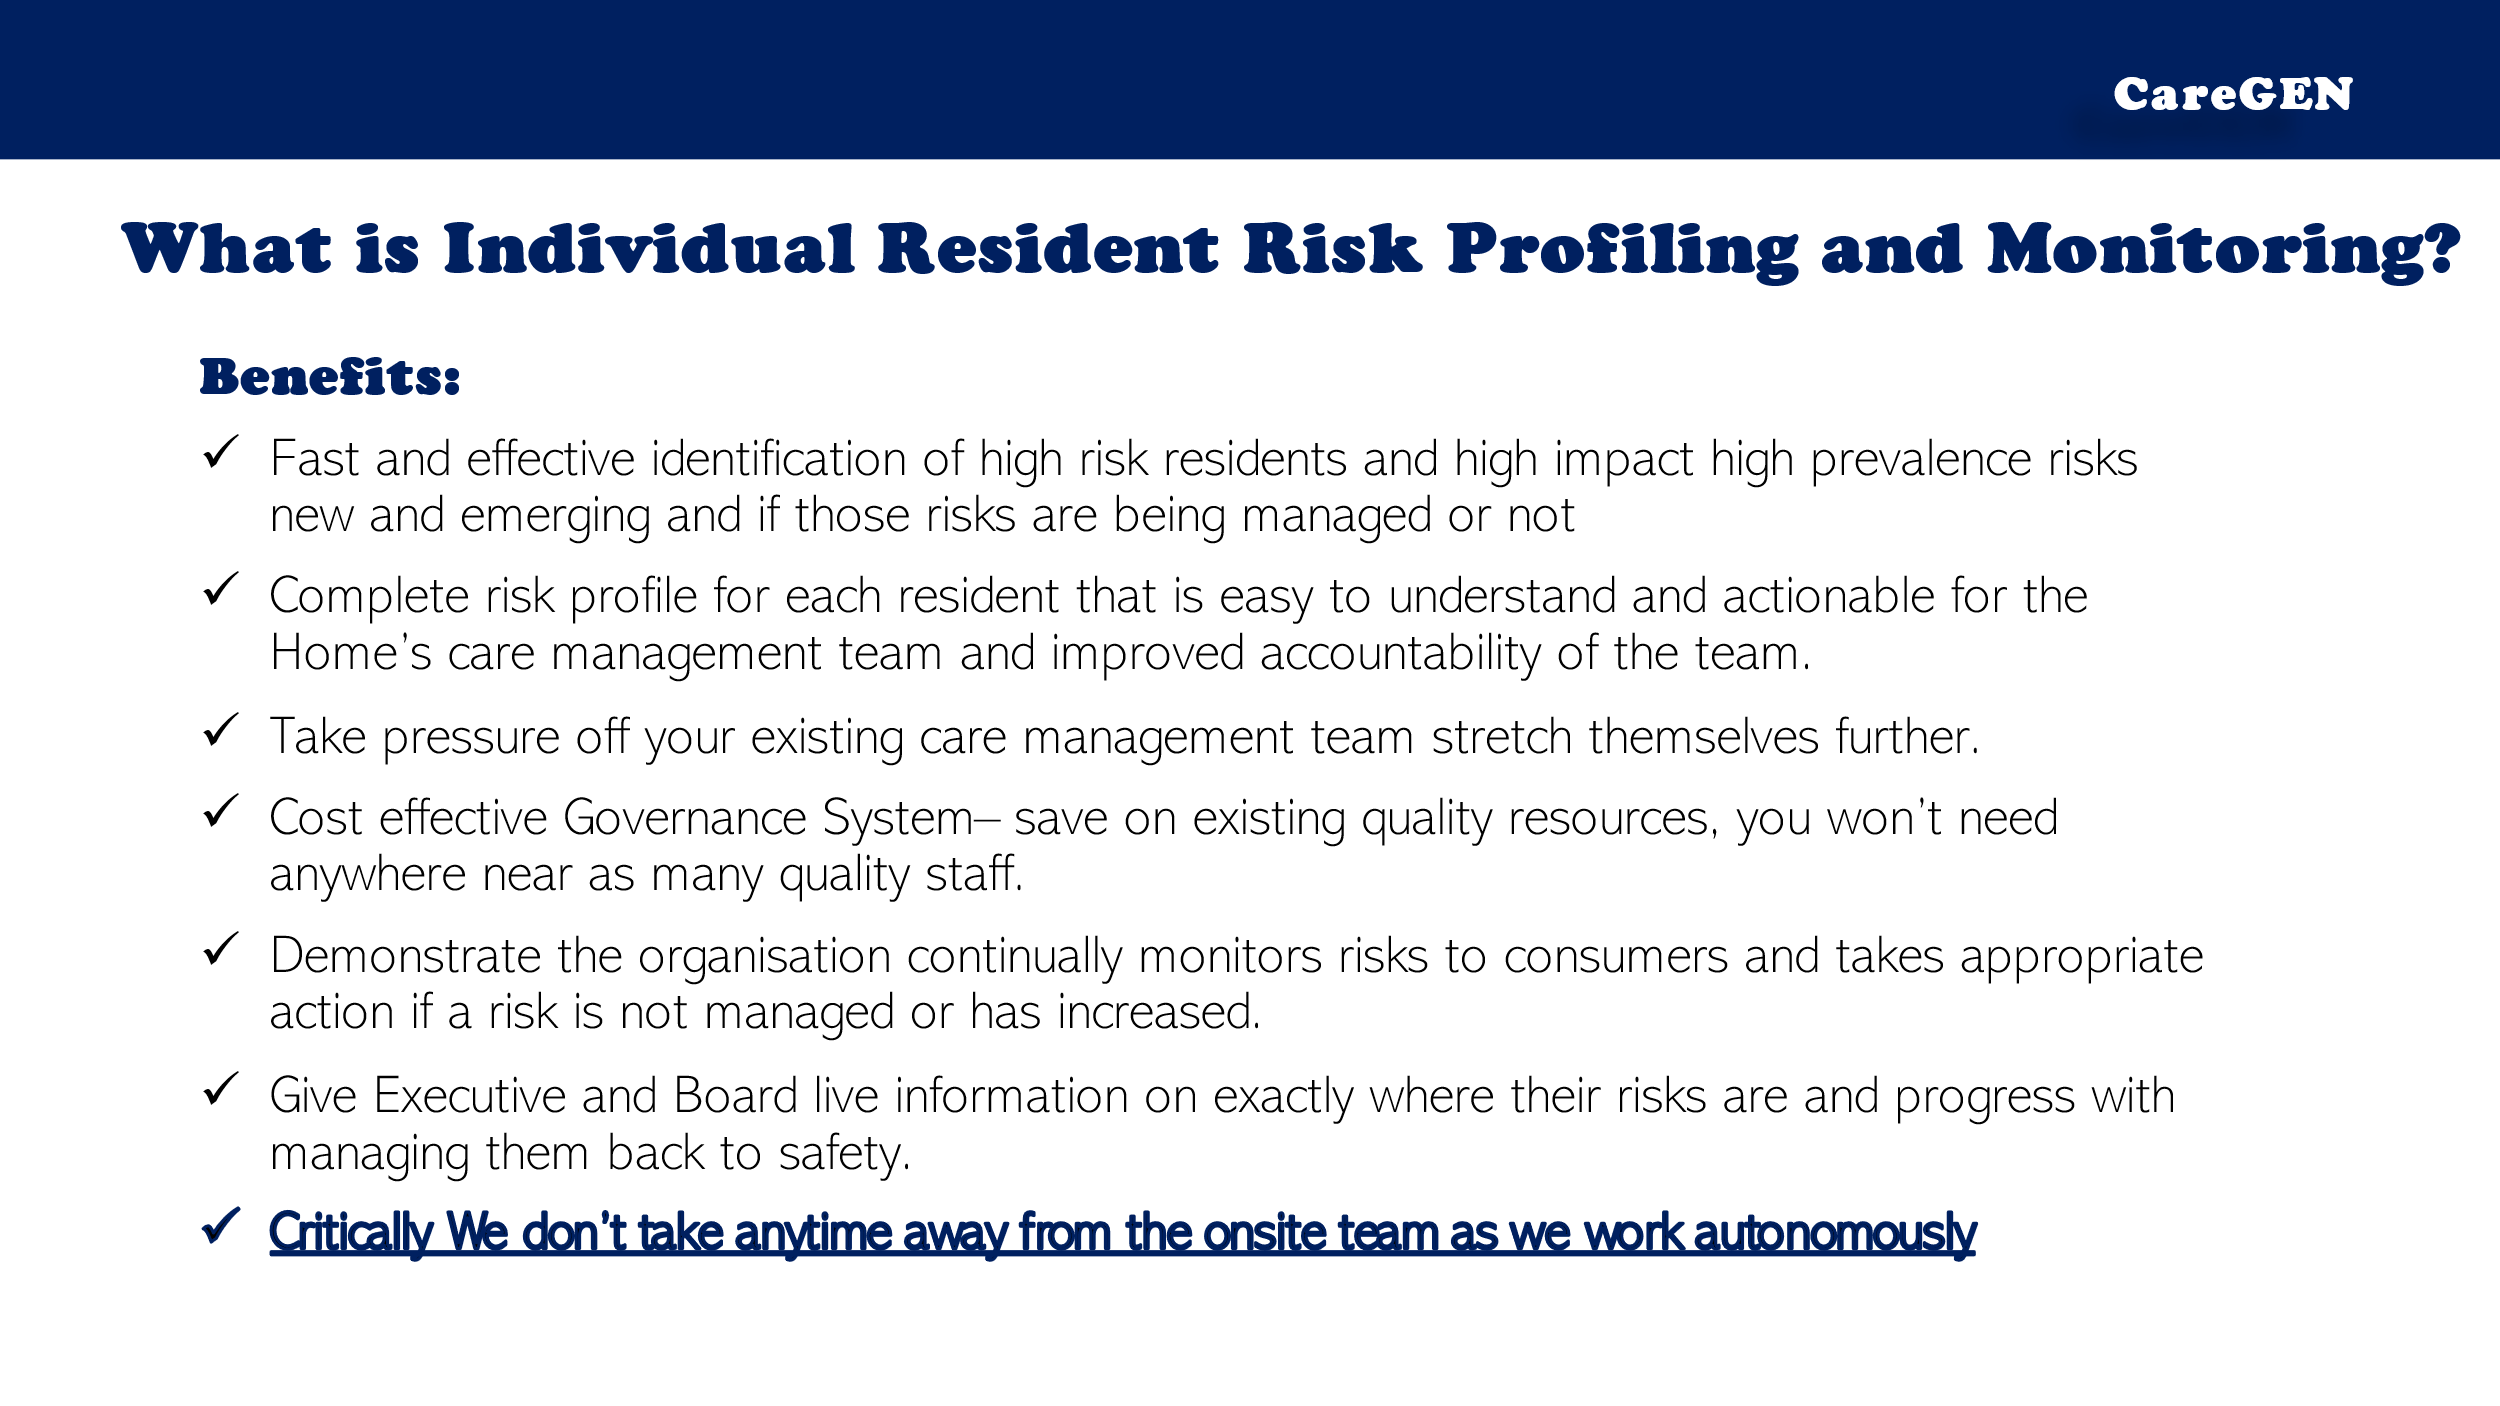 CareGEN
What is Individual Resident Risk Profiling and Monitoring?
Benefits:
✓ Fast and effective identification of high risk residents and high impact high prevalence risks
new and emerging and if those risks are being managed or not
✓ Complete risk profile for each resident that is easy to understand and actionable for the
Home's care management team and improved accountability of the team.
✓ Take pressure off your existing care management team stretch themselves further.
✓ Cost effective Governance System– save on existing quality resources, you won't need
anywhere near as many quality staff.
✓ Demonstrate the organisation continually monitors risks to consumers and takes appropriate
action if a risk is not managed or has increased.
✓ Give Executive and Board live information on exactly where their risks are and progress with
managing them back to safety.
✓ Critically We don't take anytime away from the onsite team as we work autonomously